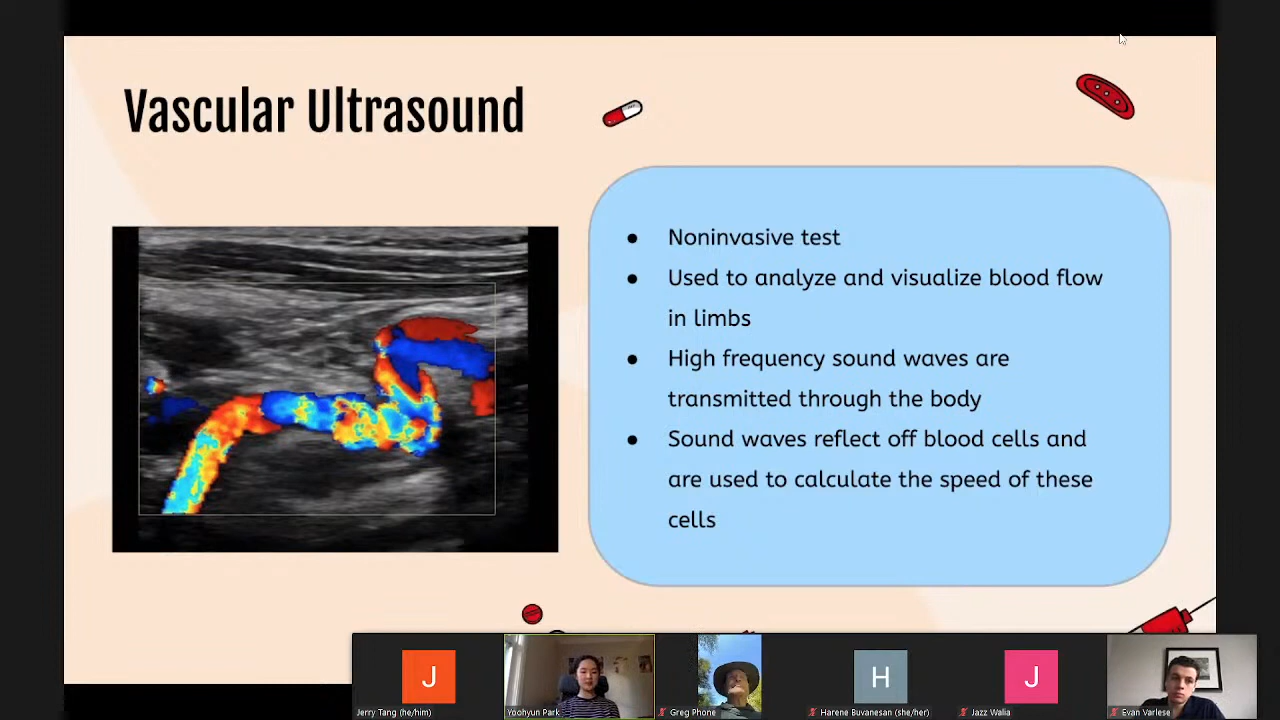 Vascular Ultrasound
● Noninvasive test
● Used to analyze and visualize blood flow
in limbs
● High frequency sound waves are
transmitted through the body
● Sound waves reflect off blood cells and
are used to calculate the speed of these
cells
J
H
J
Jerry Tang (he/him)
Yoohyun Park
Greg Phone
Harene Buvanesan (she/her)
Jazz Walia
Evan Varlese